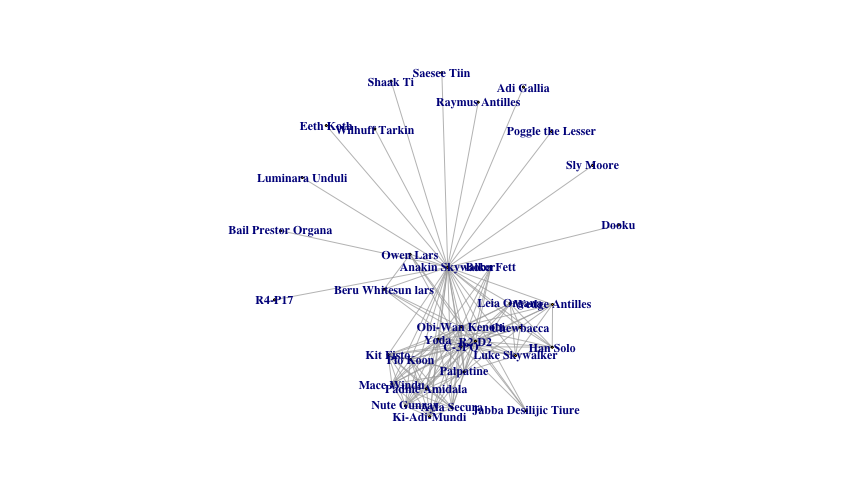 Saesee Tiin
Shaak Ti
Adi Gallia
Raymus Antilles
Eeth Koth
Wilhuff Tarkin
Poggle the Lesser
Sly Moore
Luminara Unduli
Dooku
Bail Prestor Organa
Owen Lars
Anakin Skywalker
Boba Fett
Beru Whitesun lars
R4-P17
Leia Organa
Wedge Antilles
Obi-Wan Kenobi
Chewbacca
Yoda
R2-D2
C-3PO
Han Solo
Kit Fisto
Plo Koon
Luke Skywalker
Palpatine
Mace Windu
Padmé Amidala
Nute Gunray
Aayla Secura
Jabba Desilijic Tiure
Ki-Adi-Mundi